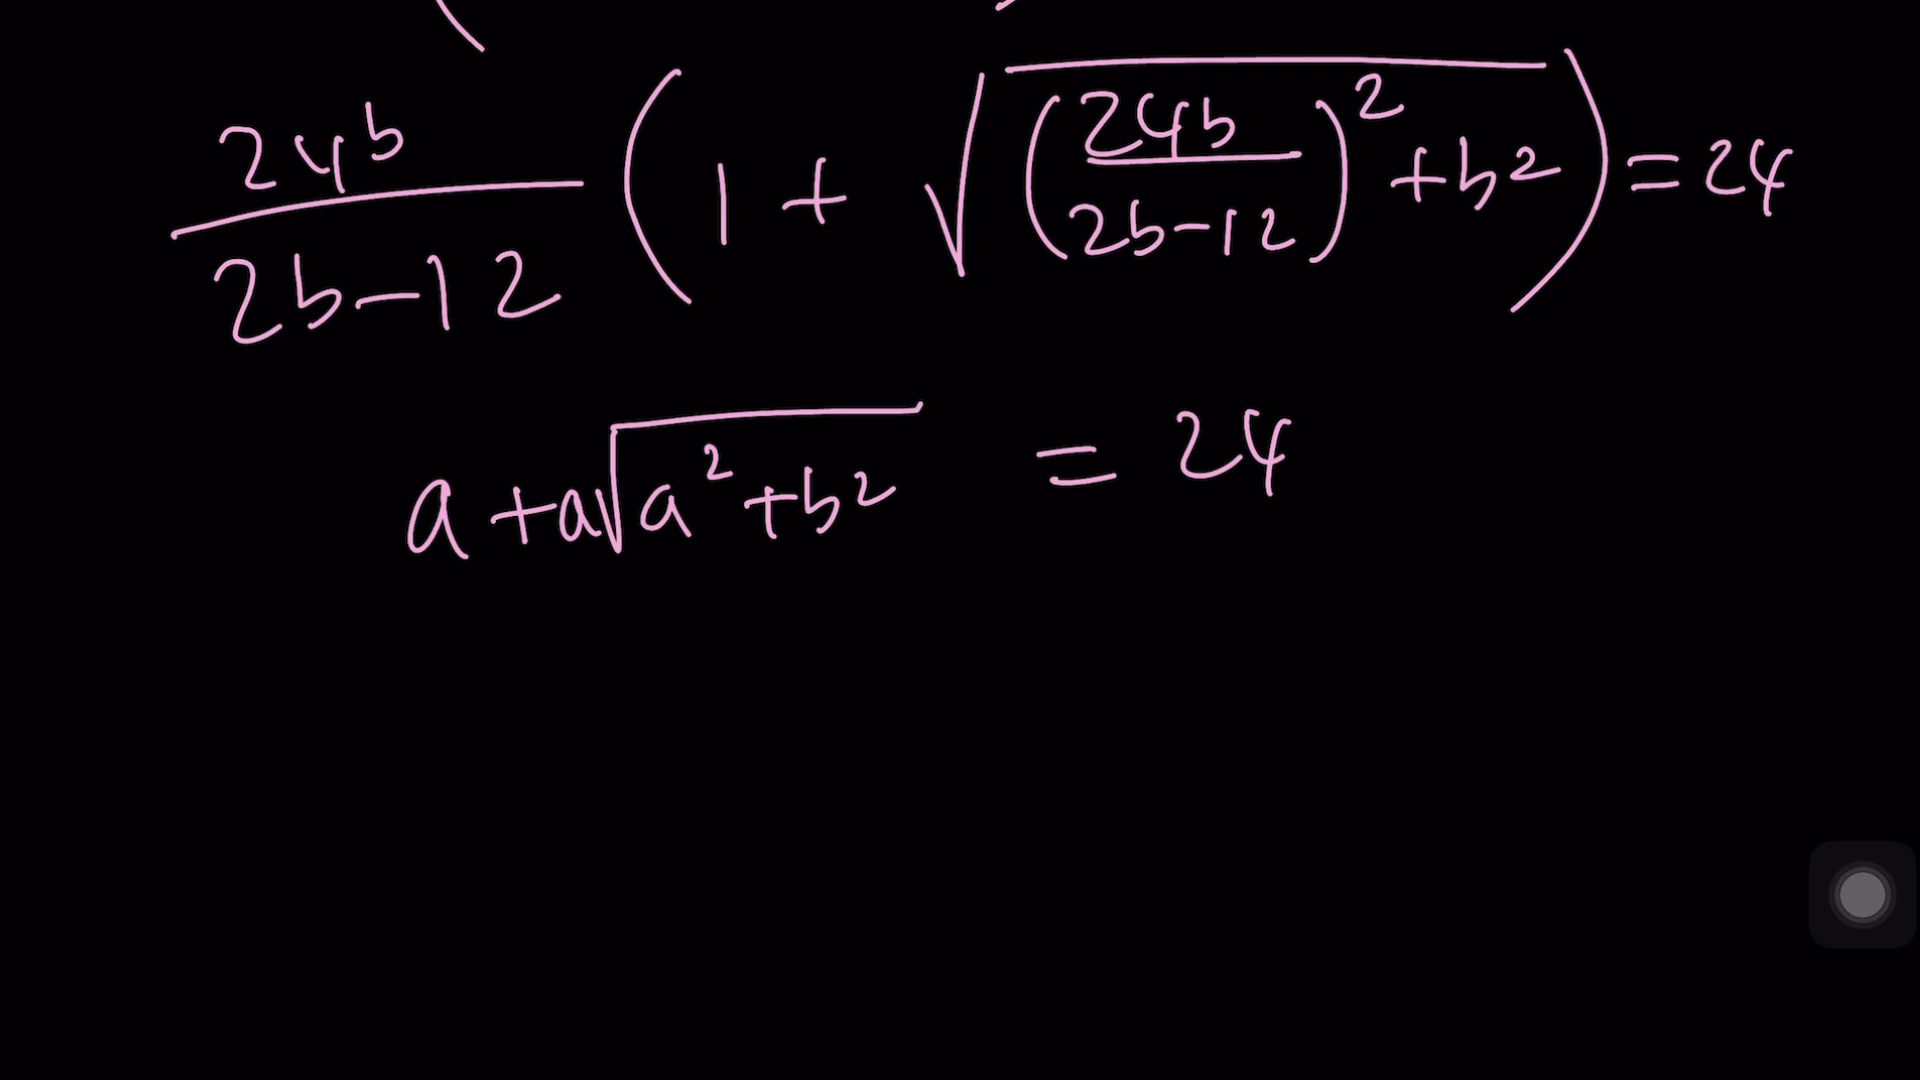 24b/(2b-12) (1 + √((24b/(2b-12))² + b²)) = 24
a + a√(a² + b²) = 24